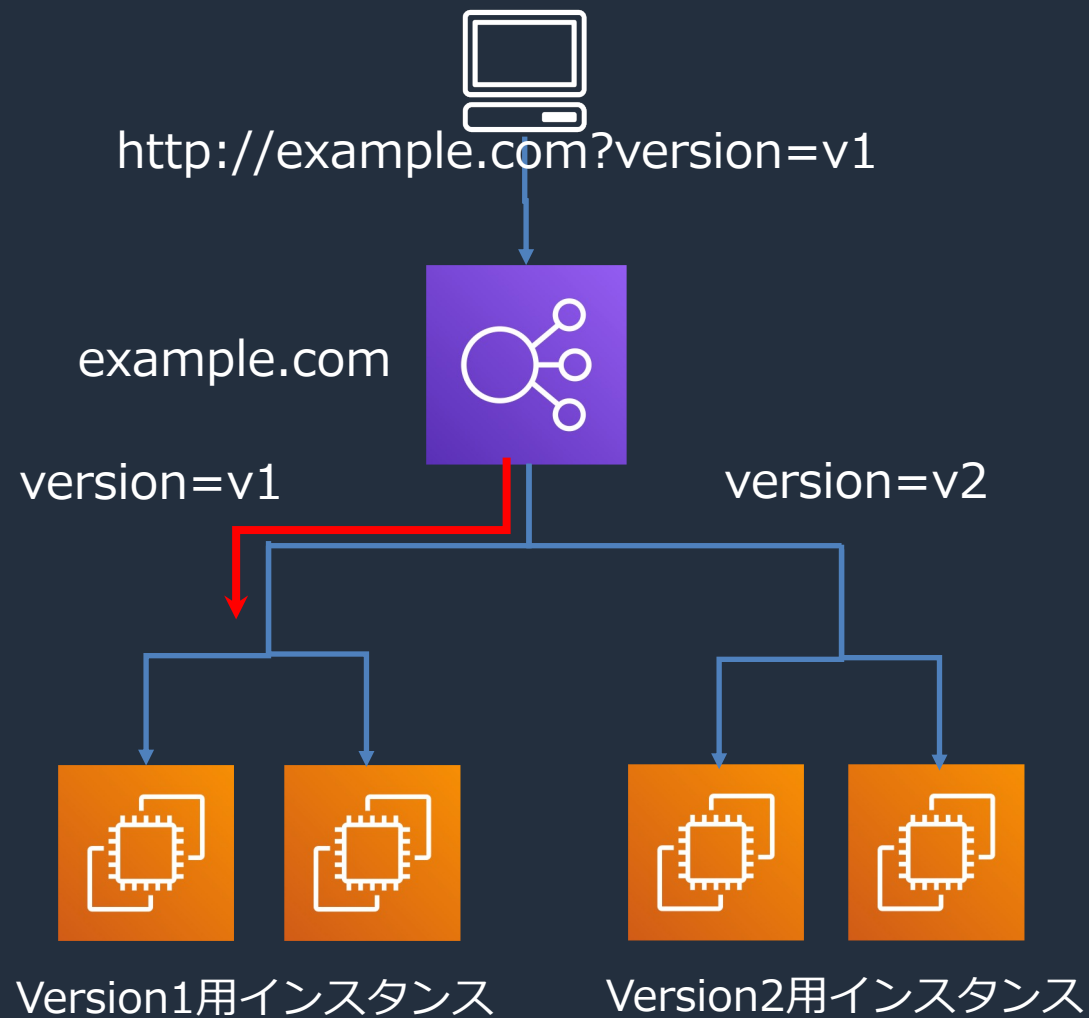 http://example.com?version=v1
example.com
version=v1
version=v2
Version1用インスタンス
Version2用インスタンス